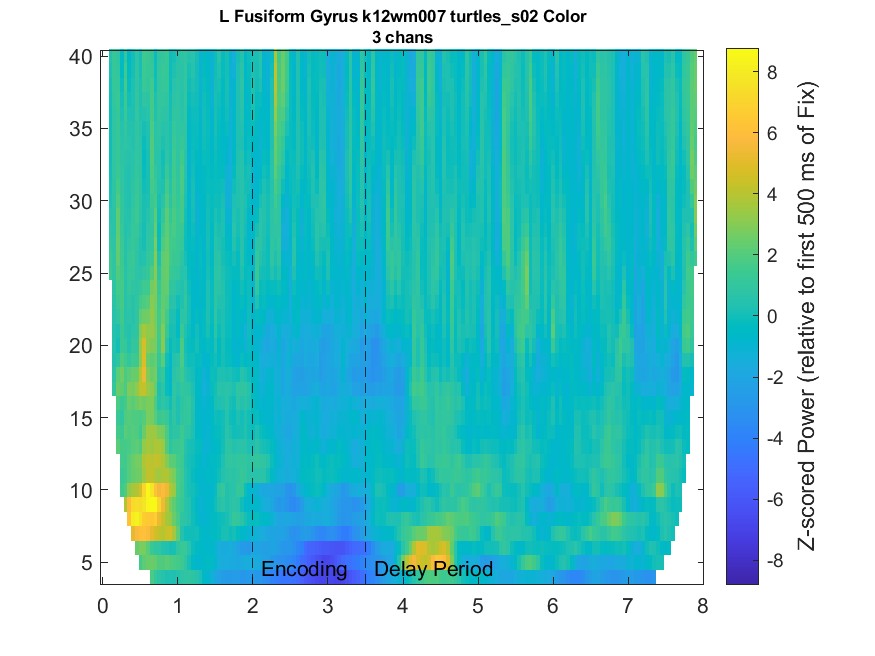 L Fusiform Gyrus k12wm007 turtles_s02 Color
3 chans
40
35
30
25
20
15
10
5
Encoding
Delay Period
0 1 2 3 4 5 6 7 8
8
6
4
2
0
-2
-4
-6
-8
Z-scored Power (relative to first 500 ms of Fix)